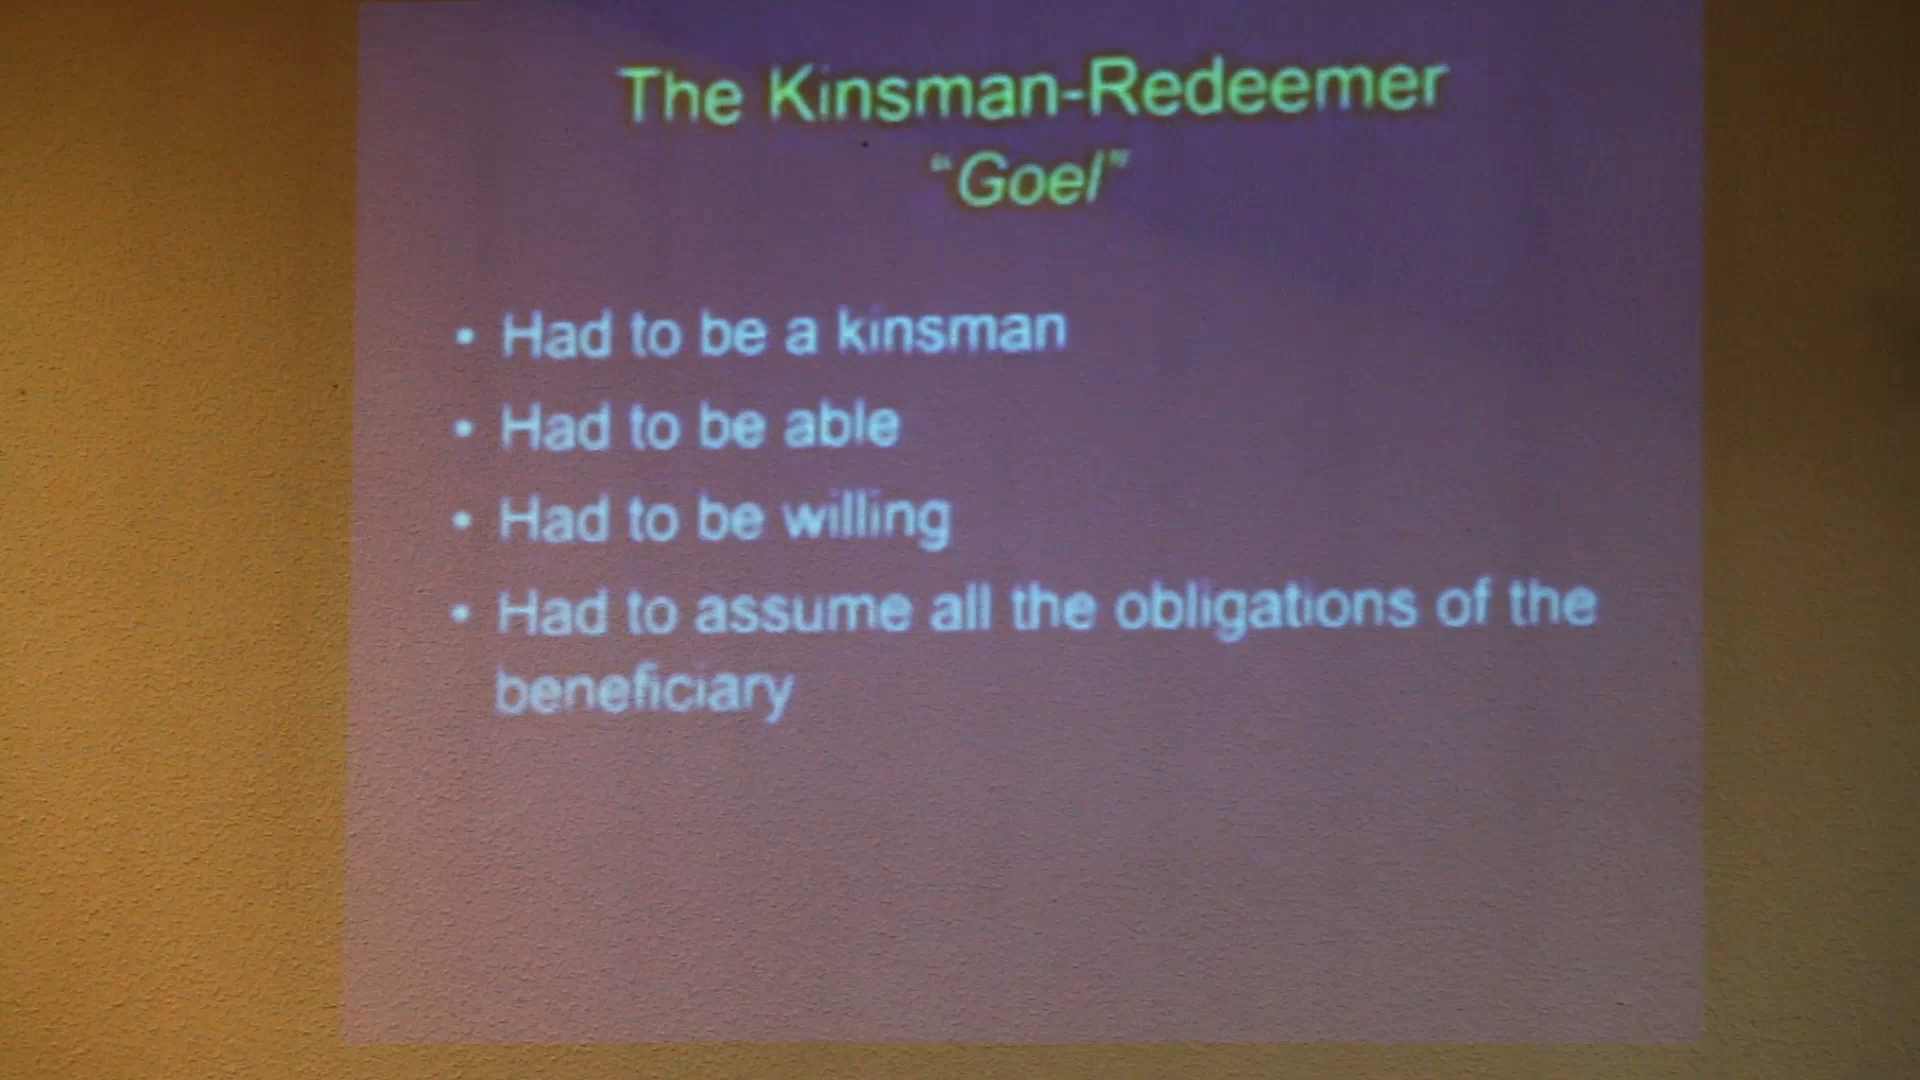 The Kinsman-Redeemer
“Goel”
• Had to be a kinsman
• Had to be able
• Had to be willing
• Had to assume all the obligations of the
beneficiary